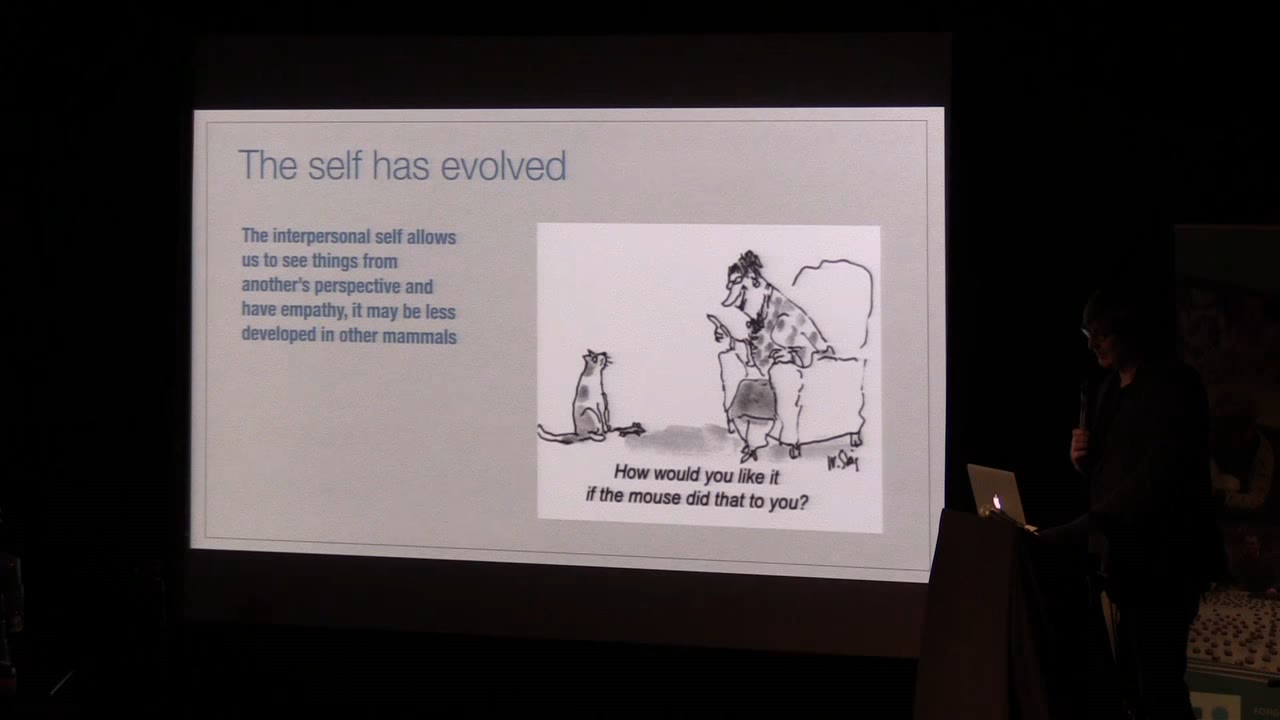 The self has evolved
The interpersonal self allows
us to see things from
another's perspective and
have empathy, it may be less
developed in other mammals
How would you like it
if the mouse did that to you?